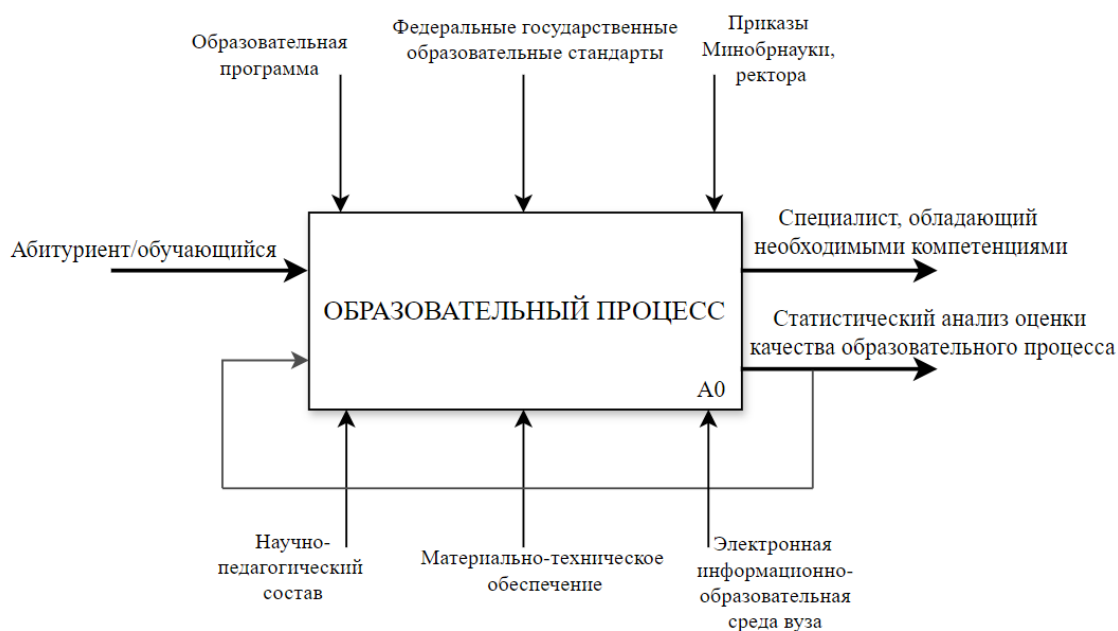 Образовательная
программа
Федеральные государственные
образовательные стандарты
Приказы
Минобрнауки,
ректора
Абитуриент/обучающийся
ОБРАЗОВАТЕЛЬНЫЙ ПРОЦЕСС
A0
Специалист, обладающий
необходимыми компетенциями
Статистический анализ оценки
качества образовательного процесса
Научно-
педагогический
состав
Материально-техническое
обеспечение
Электронная
информационно-
образовательная
среда вуза